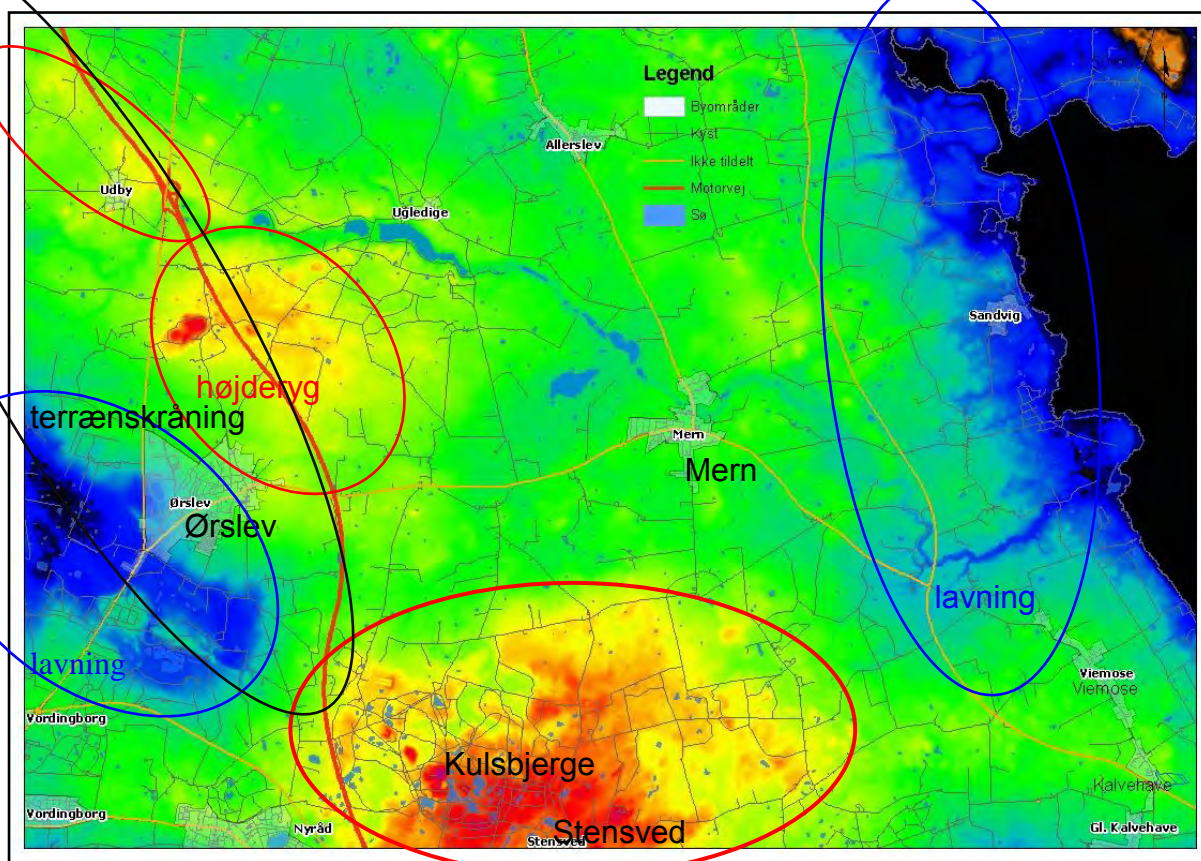 Legend
Byområder
Kyst
Ikke tildelt
Motorvej
Sø
Allerslev
Udby
Ugledige
Sandvig
højderyg
terrænskråning
Mern
Mern
Ørslev
Ørslev
lavning
lavning
Viemose
Viemose
Vordingborg
Kulsbjerge
Kalvehave
Vordingborg
Nyråd
Stensved
Stensved
Gl. Kalvehave